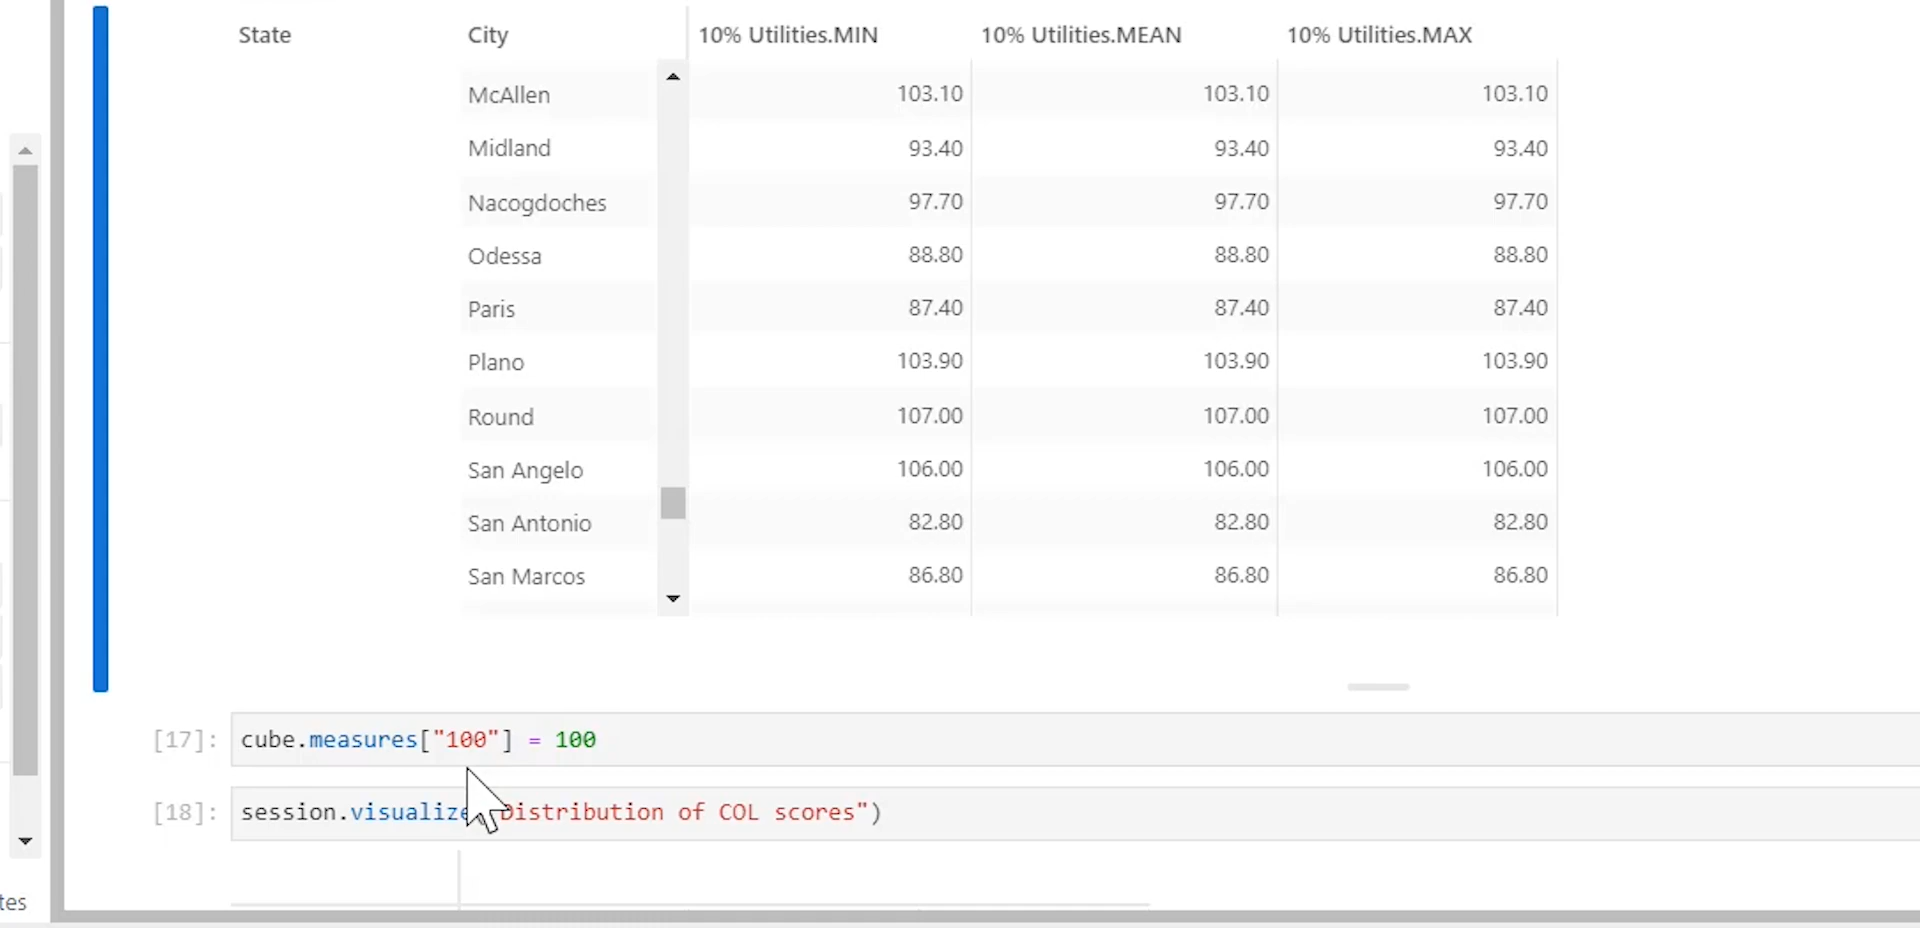 State City 10% Utilities.MIN 10% Utilities.MEAN 10% Utilities.MAX
McAllen 103.10 103.10 103.10
Midland 93.40 93.40 93.40
Nacogdoches 97.70 97.70 97.70
Odessa 88.80 88.80 88.80
Paris 87.40 87.40 87.40
Plano 103.90 103.90 103.90
Round 107.00 107.00 107.00
San Angelo 106.00 106.00 106.00
San Antonio 82.80 82.80 82.80
San Marcos 86.80 86.80 86.80
[17]: cube.measures["100"] = 100
[18]: session.visualize Distribution of COL scores")
tes